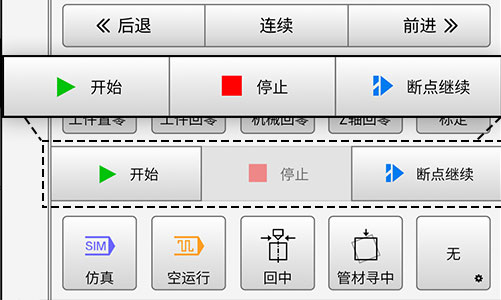 后退 连续 前进
开始 停止 断点继续
工件置零 工件回零 机械回零 Z轴回零 标定
开始 停止 断点继续
SIM
仿真 空运行 回中 管材寻中 无